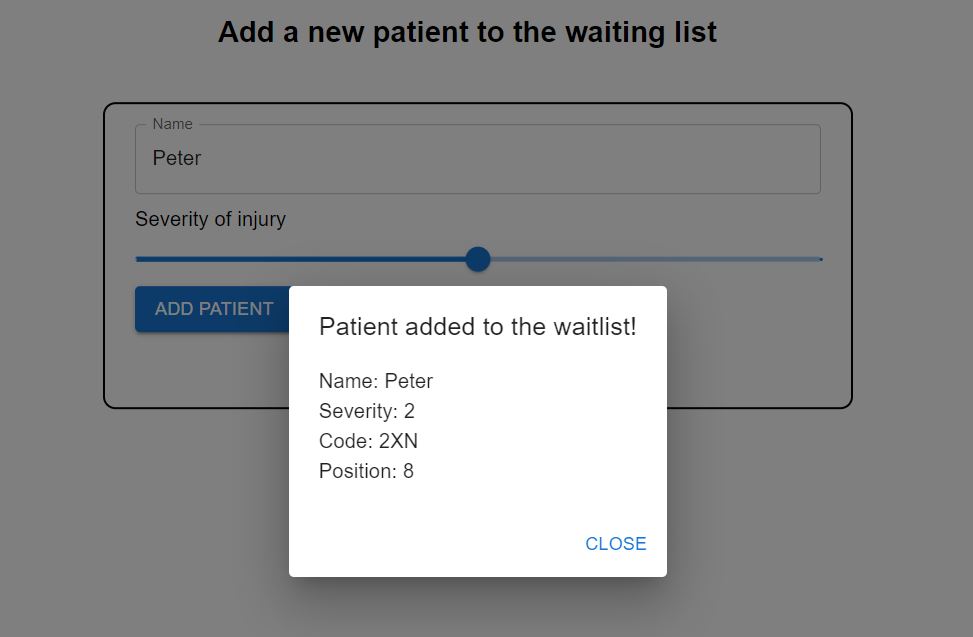 Add a new patient to the waiting list
Name
Peter
Severity of injury
ADD PATIENT
Patient added to the waitlist!
Name: Peter
Severity: 2
Code: 2XN
Position: 8
CLOSE